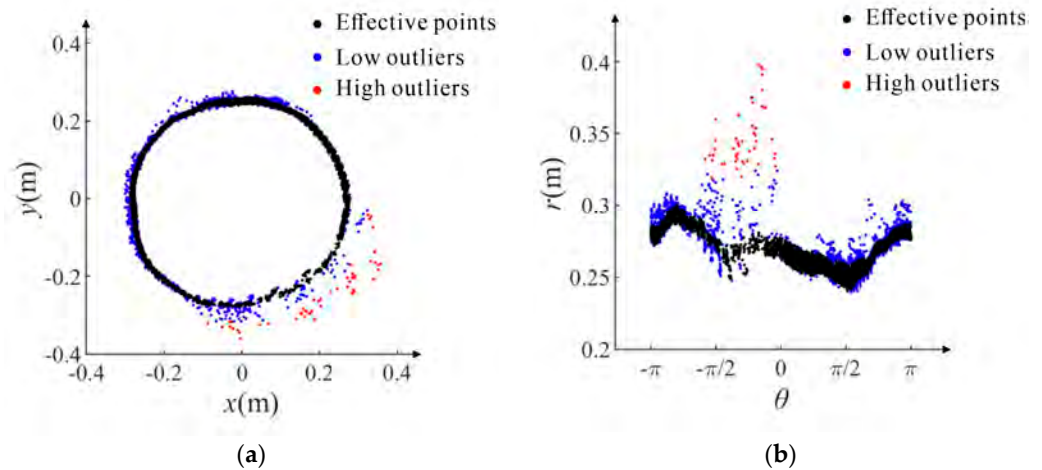 Effective points
Low outliers
High outliers
0.4
0.2
0
-0.2
-0.4
y(m)
-0.4
-0.2
0
0.2
0.4
x(m)
(a)
Effective points
Low outliers
High outliers
0.4
0.35
0.3
0.25
0.2
r(m)
-π
-π/2
0
π/2
π
θ
(b)